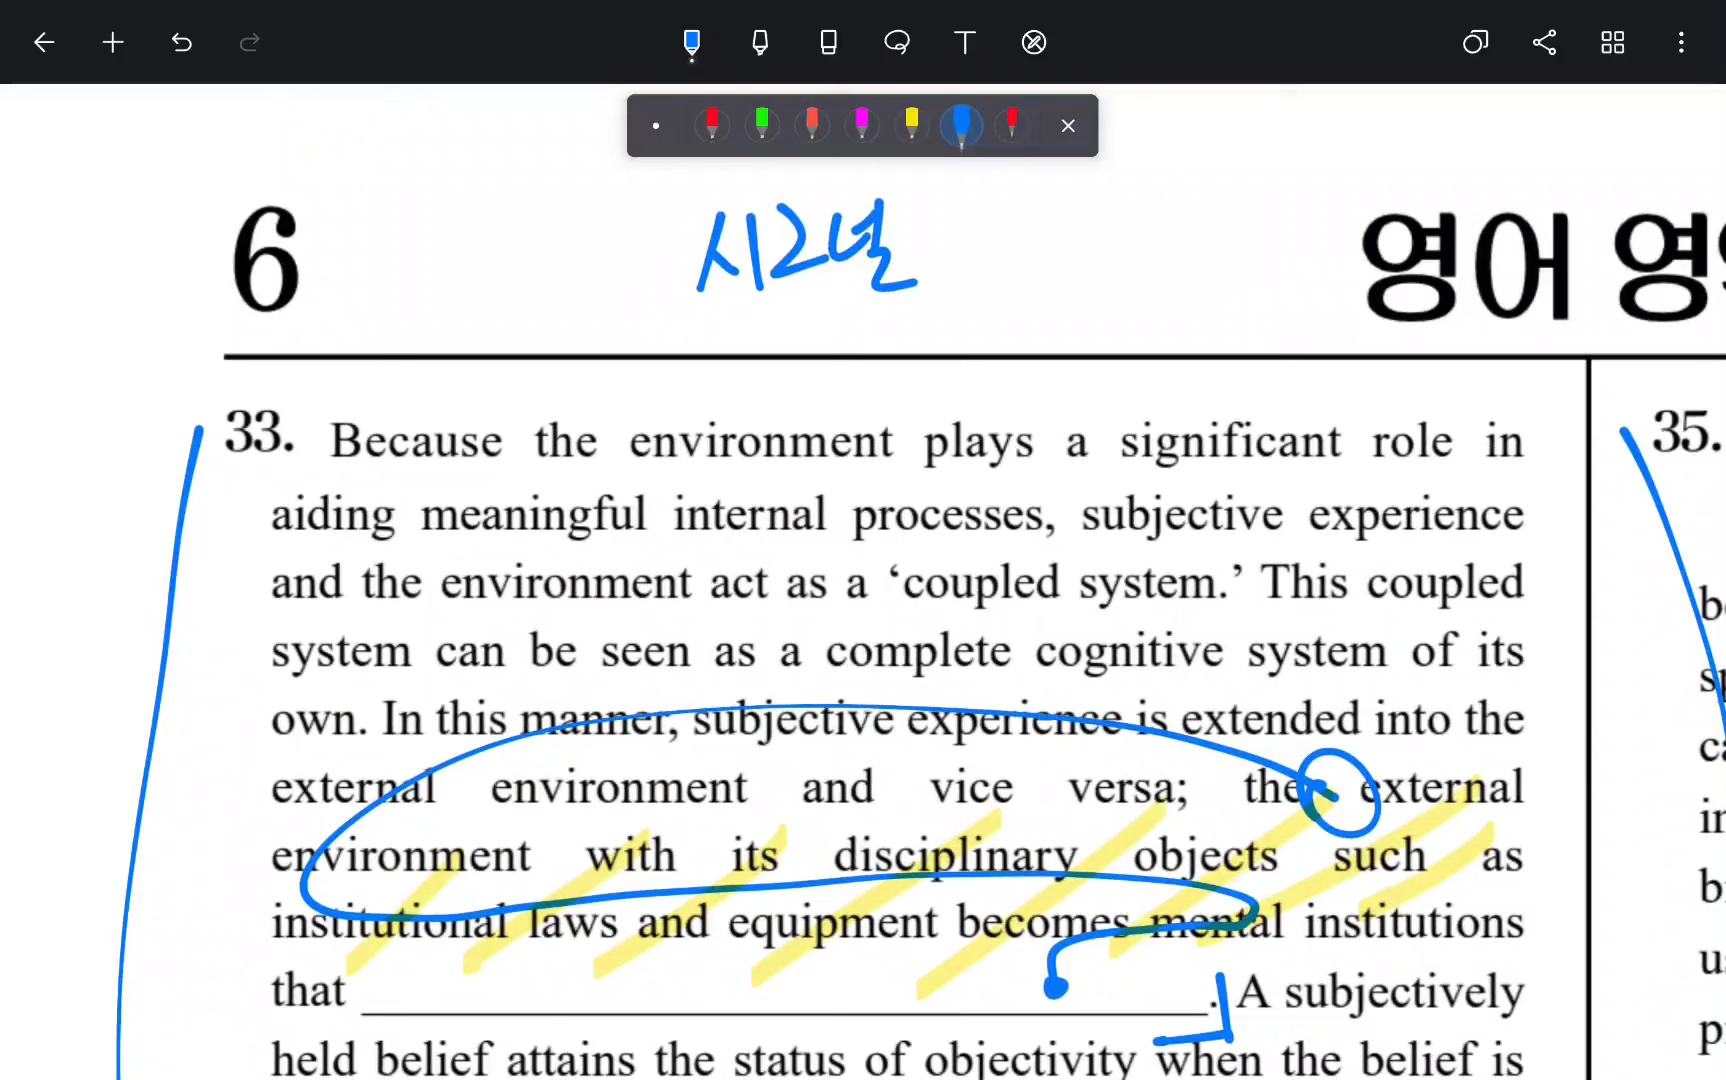 6
영어 영
33. Because the environment plays a significant role in
aiding meaningful internal processes, subjective experience
and the environment act as a ‘coupled system.’ This coupled
system can be seen as a complete cognitive system of its
own. In this manner, subjective experience is extended into the
external environment and vice versa; the external
environment with its disciplinary objects such as
institutional laws and equipment becomes mental institutions
that ____________________. A subjectively
held belief attains the status of objectivity when the belief is
35.